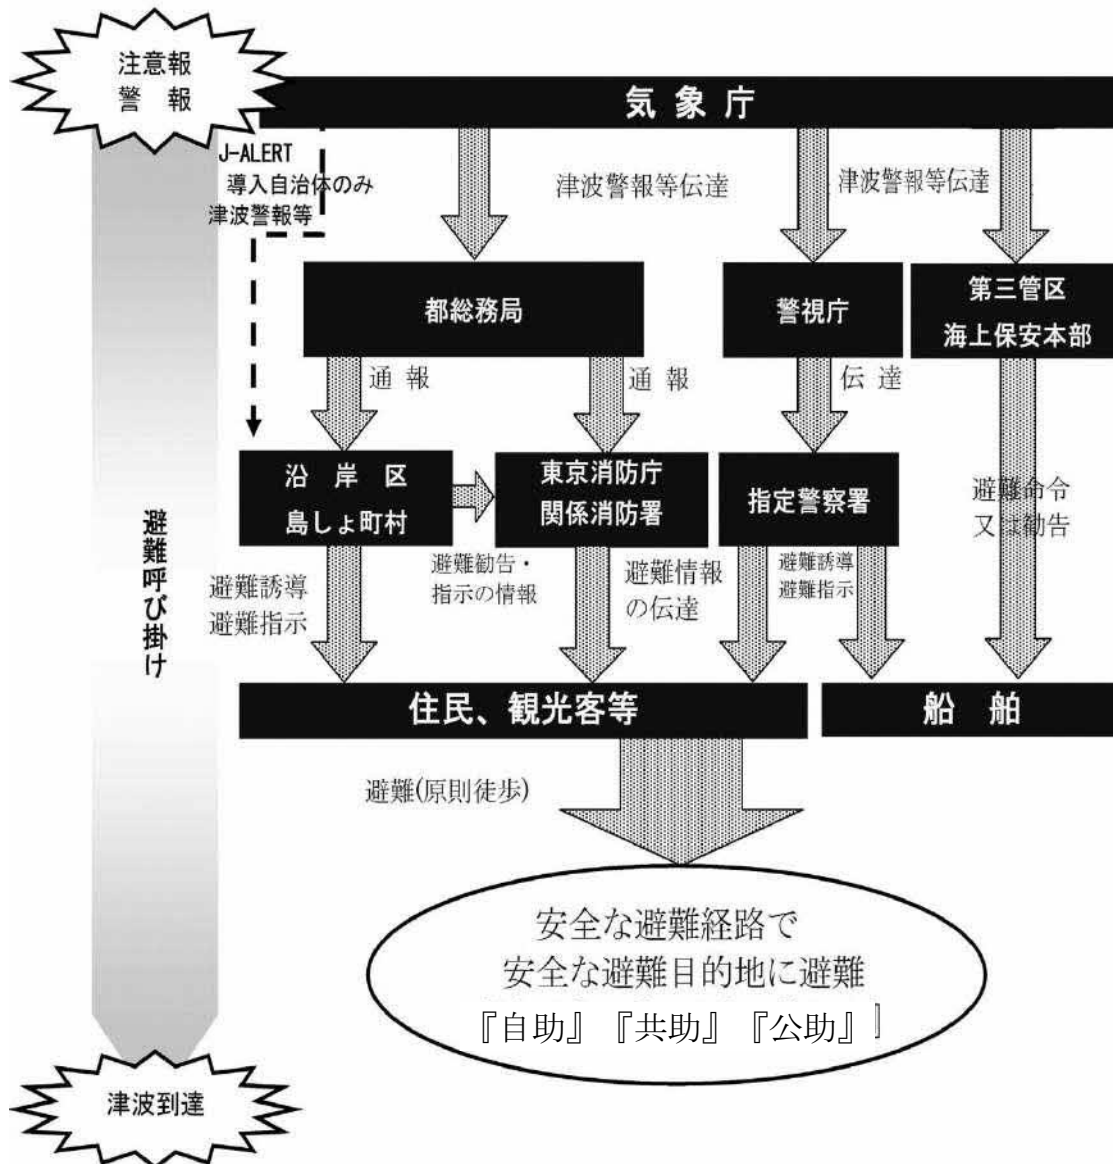 注意報
警　報
気 象 庁
J-ALERT
導入自治体のみ
津波警報等
津波警報等伝達
津波警報等伝達
都総務局
警視庁
第三管区
海上保安本部
通 報
通 報
伝 達
沿　岸　区
島しょ町村
東京消防庁
関係消防署
指定警察署
避難命令
又は勧告
避難呼び掛け
避難誘導
避難指示
避難勧告・
指示の情報
避難情報
の伝達
避難誘導
避難指示
住民、観光客等
船　舶
避難(原則徒歩)
安全な避難経路で
安全な避難目的地に避難
『自助』『共助』『公助』
津波到達